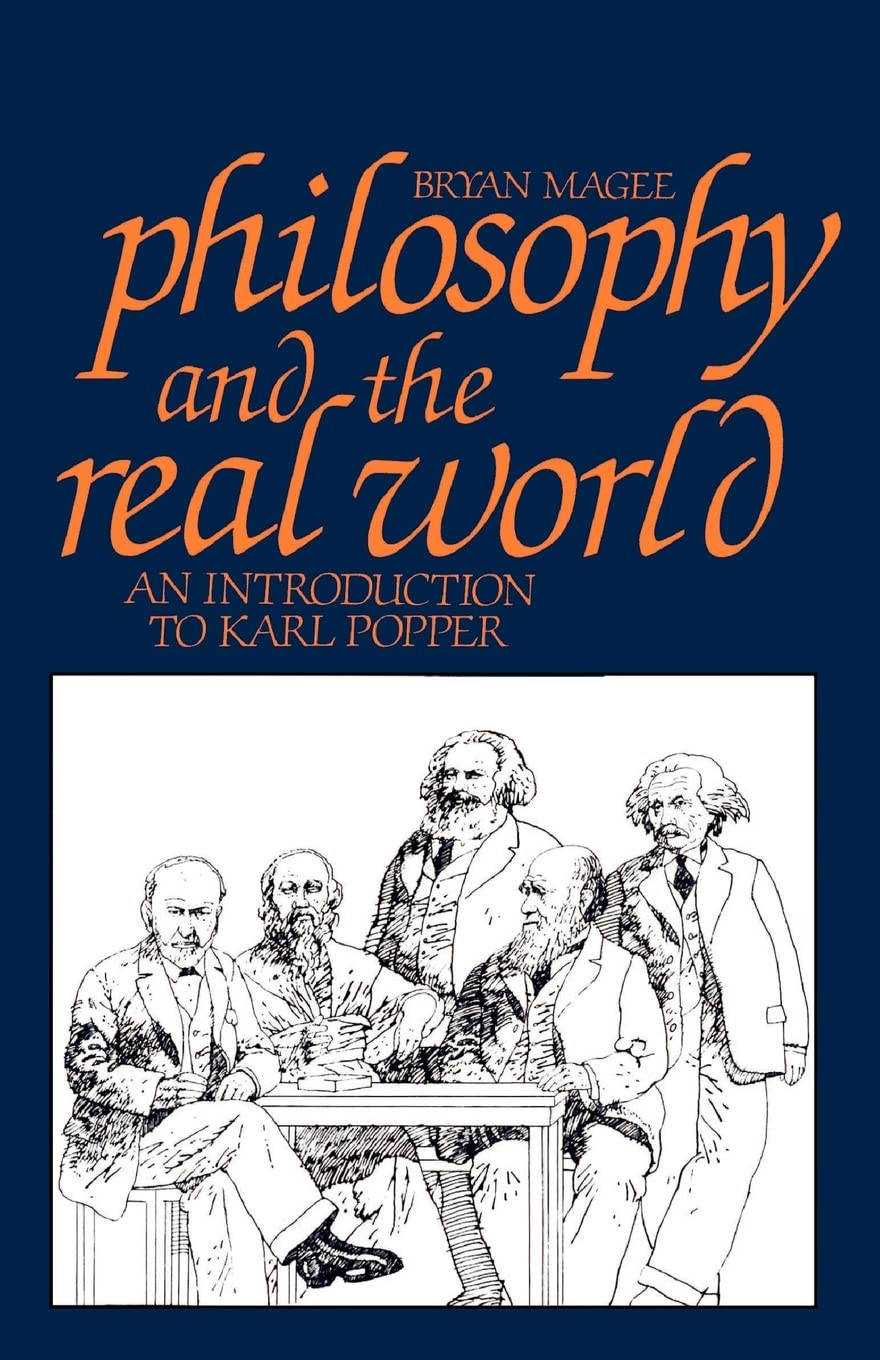 BRYAN MAGEE
philosophy
and the
real world
AN INTRODUCTION
TO KARL POPPER